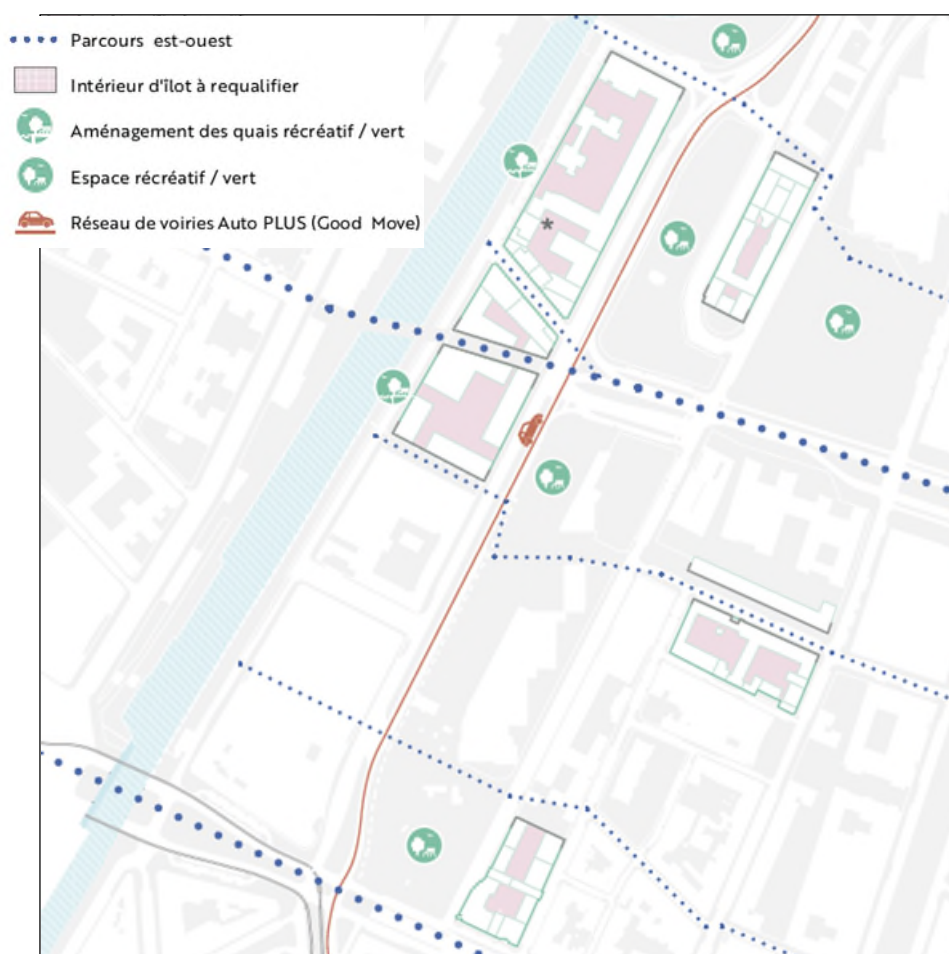 Parcours est-ouest
Intérieur d'îlot à requalifier
Aménagement des quais récréatif / vert
Espace récréatif / vert
Réseau de voiries Auto PLUS (Good Move)
*